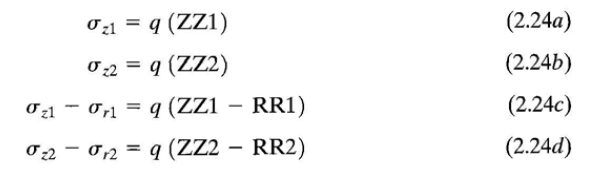 σz1 = q (ZZ1) (2.24a)
σz2 = q (ZZ2) (2.24b)
σz1 − σr1 = q (ZZ1 − RR1) (2.24c)
σz2 − σr2 = q (ZZ2 − RR2) (2.24d)